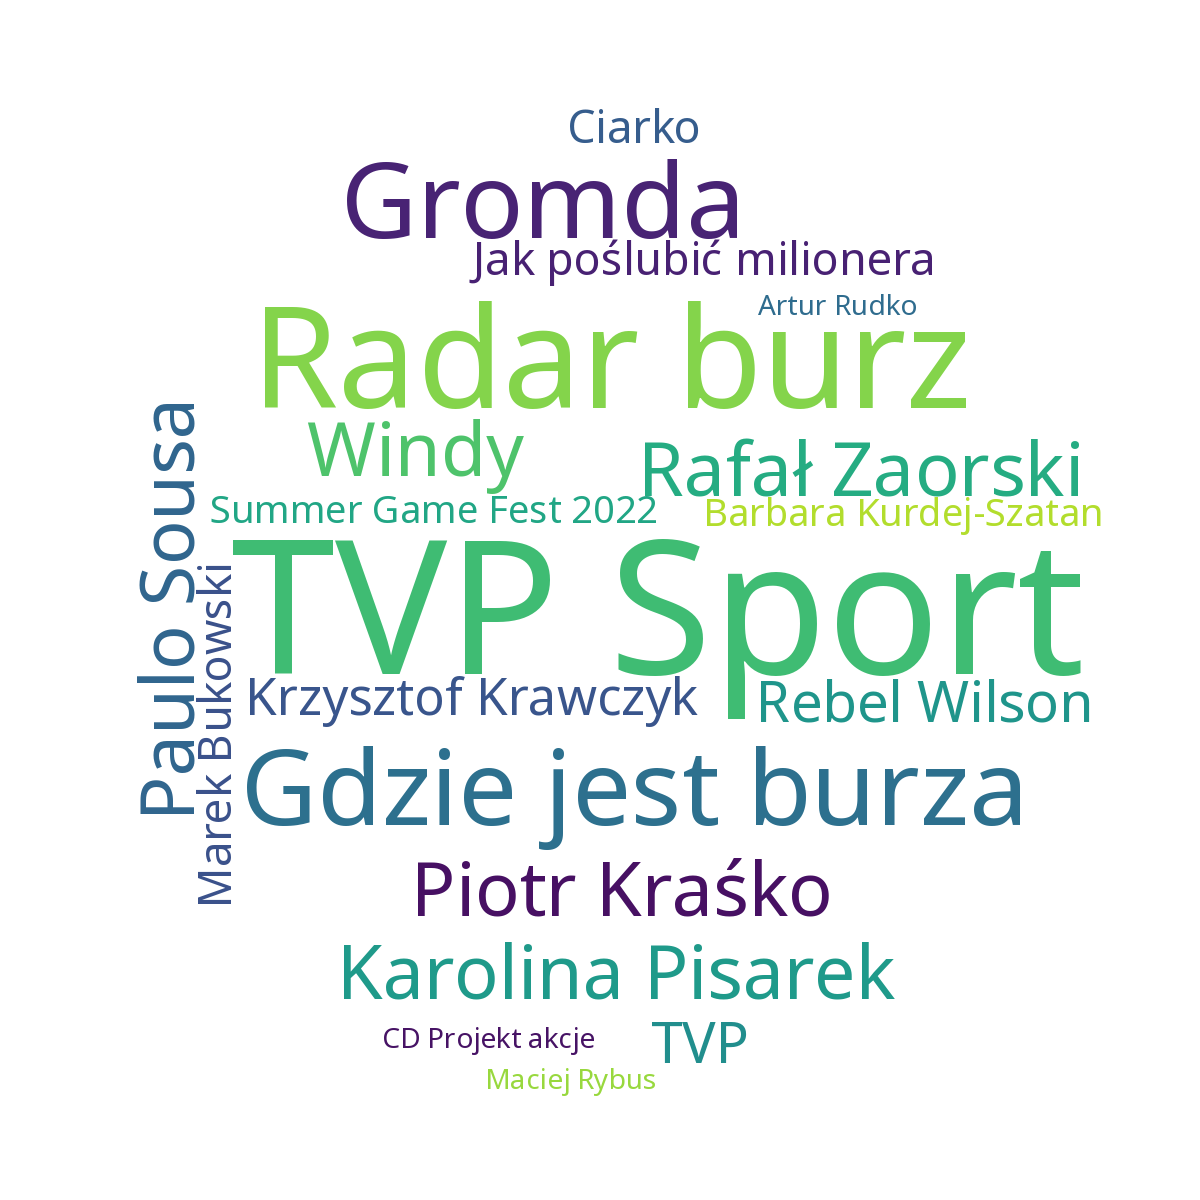 Ciarko
Gromda
Jak poślubić milionera
Artur Rudko
Radar burz
Windy
Rafał Zaorski
Summer Game Fest 2022
Barbara Kurdej-Szatan
Paulo Sousa
Marek Bukowski
TVP Sport
Krzysztof Krawczyk
Rebel Wilson
Gdzie jest burza
Piotr Kraśko
Karolina Pisarek
CD Projekt akcje
TVP
Maciej Rybus